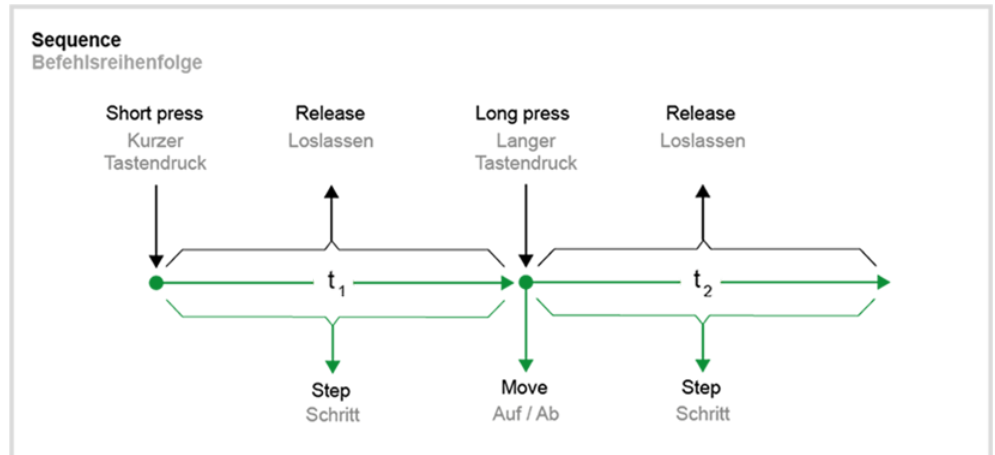 Sequence
Befehlsreihenfolge
Short press
Kurzer
Tastendruck
Release
Loslassen
Long press
Langer
Tastendruck
Release
Loslassen
t1
t2
Step
Schritt
Move
Auf / Ab
Step
Schritt